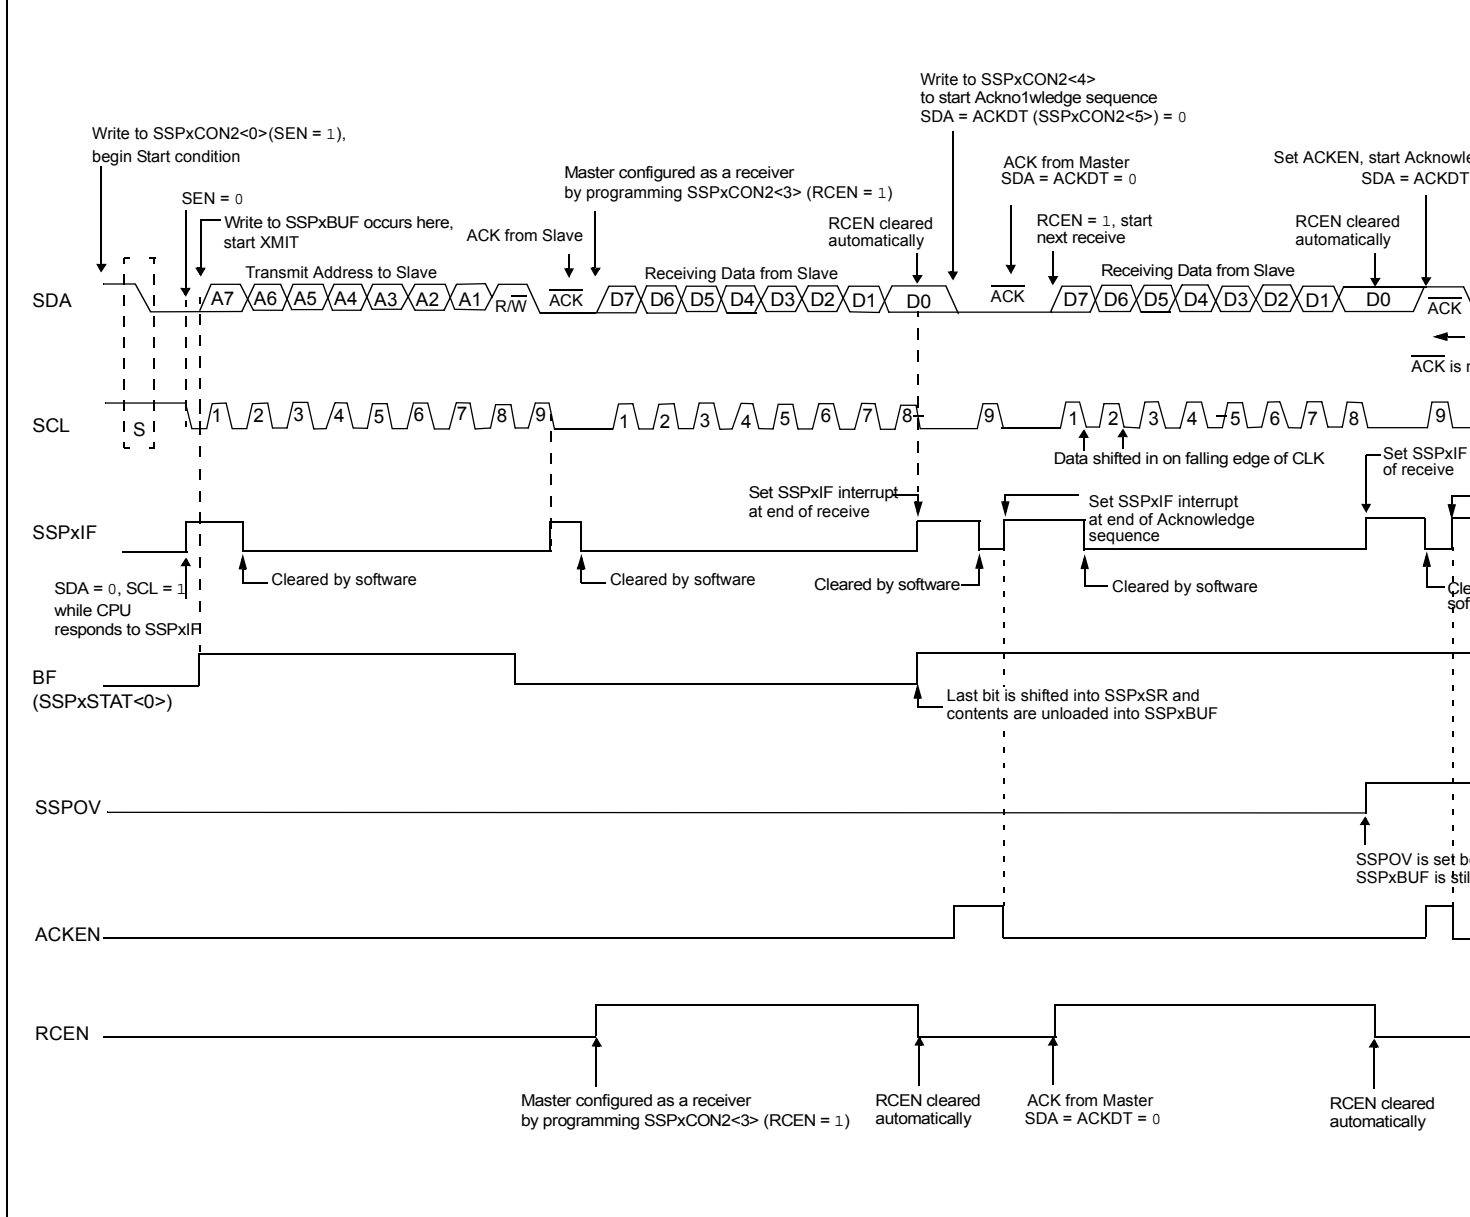 Write to SSPxCON2<4>
to start Ackno1wledge sequence
SDA = ACKDT (SSPxCON2<5>) = 0
Write to SSPxCON2<0>(SEN = 1),
begin Start condition
ACK from Master
SDA = ACKDT = 0
Set ACKEN, start Acknowle
SDA = ACKDT
Master configured as a receiver
by programming SSPxCON2<3> (RCEN = 1)
SEN = 0
Write to SSPxBUF occurs here,
start XMIT
ACK from Slave
RCEN cleared
automatically
RCEN = 1, start
next receive
RCEN cleared
automatically
Transmit Address to Slave
Receiving Data from Slave
Receiving Data from Slave
SDA
A7 A6 A5 A4 A3 A2 A1 R/W ACK D7 D6 D5 D4 D3 D2 D1 D0 ACK D7 D6 D5 D4 D3 D2 D1 D0 ACK
ACK is
SCL
S
1 2 3 4 5 6 7 8 9 1 2 3 4 5 6 7 8 9 1 2 3 4 5 6 7 8 9
Data shifted in on falling edge of CLK
Set SSPxIF
of receive
Set SSPxIF interrupt
at end of receive
Set SSPxIF interrupt
at end of Acknowledge
sequence
SSPxIF
SDA = 0, SCL = 1
while CPU
responds to SSPxIF
Cleared by software
Cleared by software
Cleared by software
Cleared by software
Cle
sof
BF
(SSPxSTAT<0>)
Last bit is shifted into SSPxSR and
contents are unloaded into SSPxBUF
SSPOV
SSPOV is set b
SSPxBUF is stil
ACKEN
RCEN
Master configured as a receiver
by programming SSPxCON2<3> (RCEN = 1)
RCEN cleared
automatically
ACK from Master
SDA = ACKDT = 0
RCEN cleared
automatically